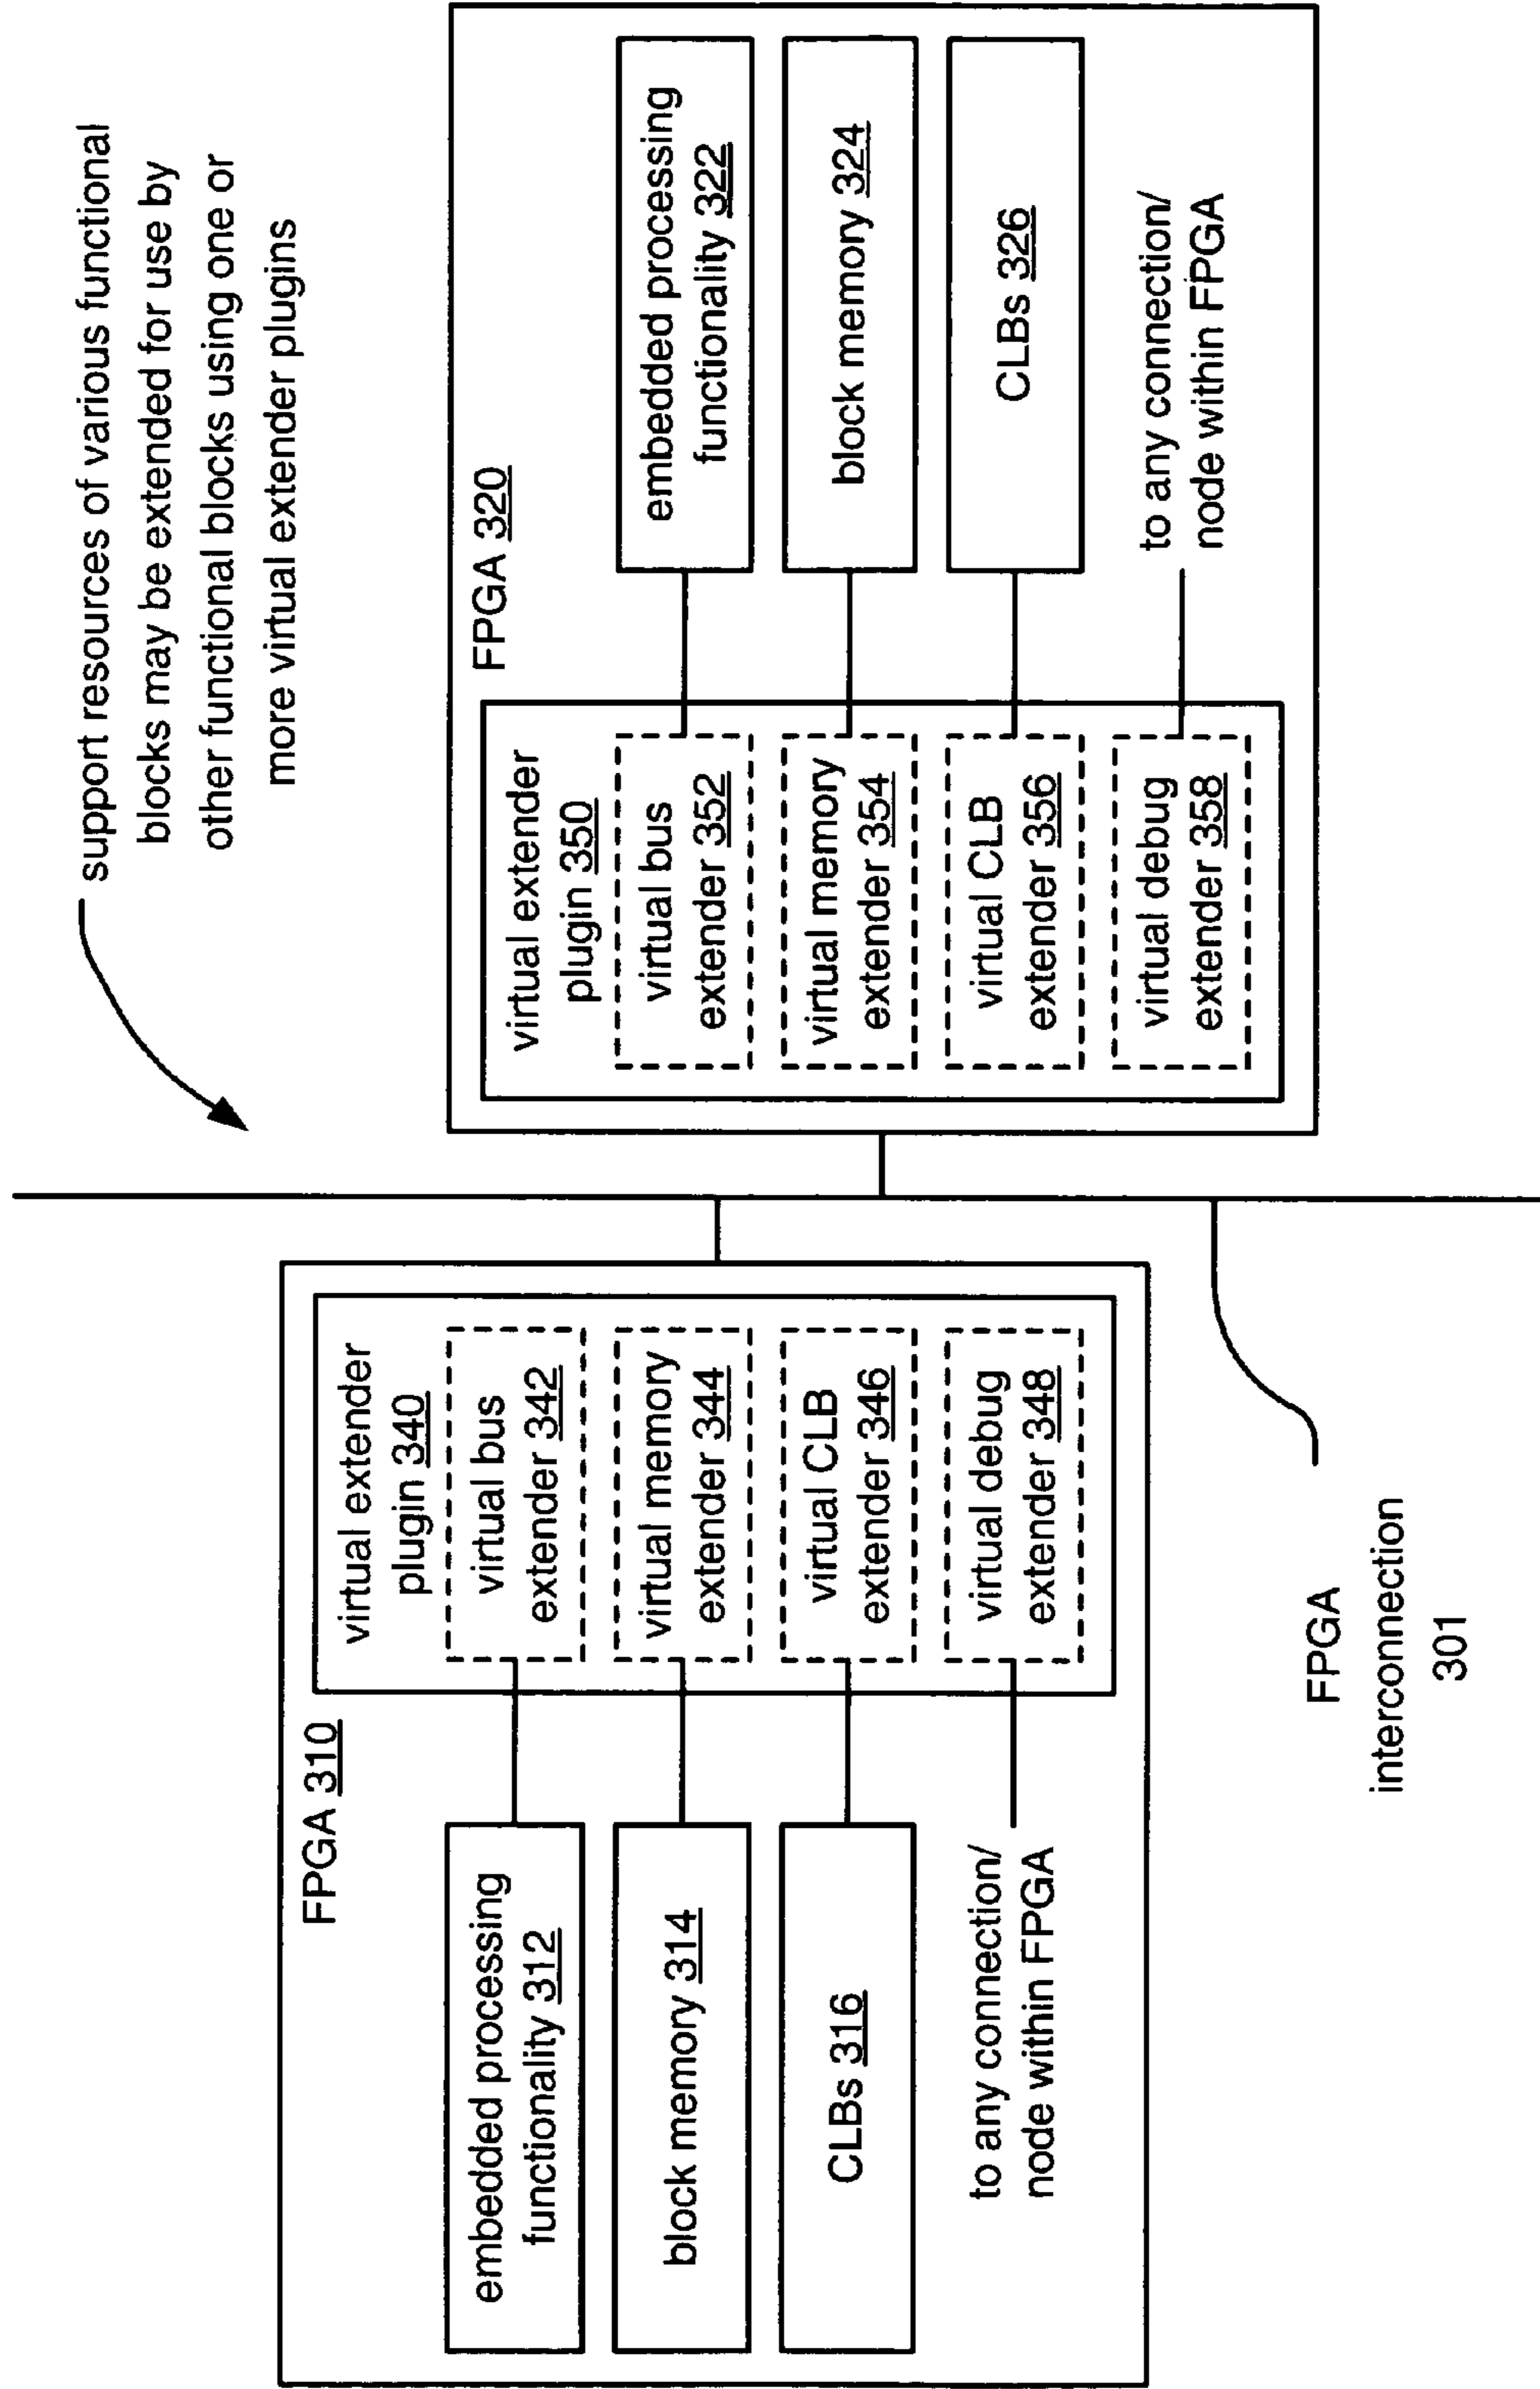 support resources of various functional
blocks may be extended for use by
other functional blocks using one or
more virtual extender plugins
FPGA 310
embedded processing
functionality 312
block memory 314
CLBs 316
to any connection/
node within FPGA
virtual extender
plugin 340
virtual bus
extender 342
virtual memory
extender 344
virtual CLB
extender 346
virtual debug
extender 348
FPGA
interconnection
301
FPGA 320
virtual extender
plugin 350
virtual bus
extender 352
virtual memory
extender 354
virtual CLB
extender 356
virtual debug
extender 358
embedded processing
functionality 322
block memory 324
CLBs 326
to any connection/
node within FPGA